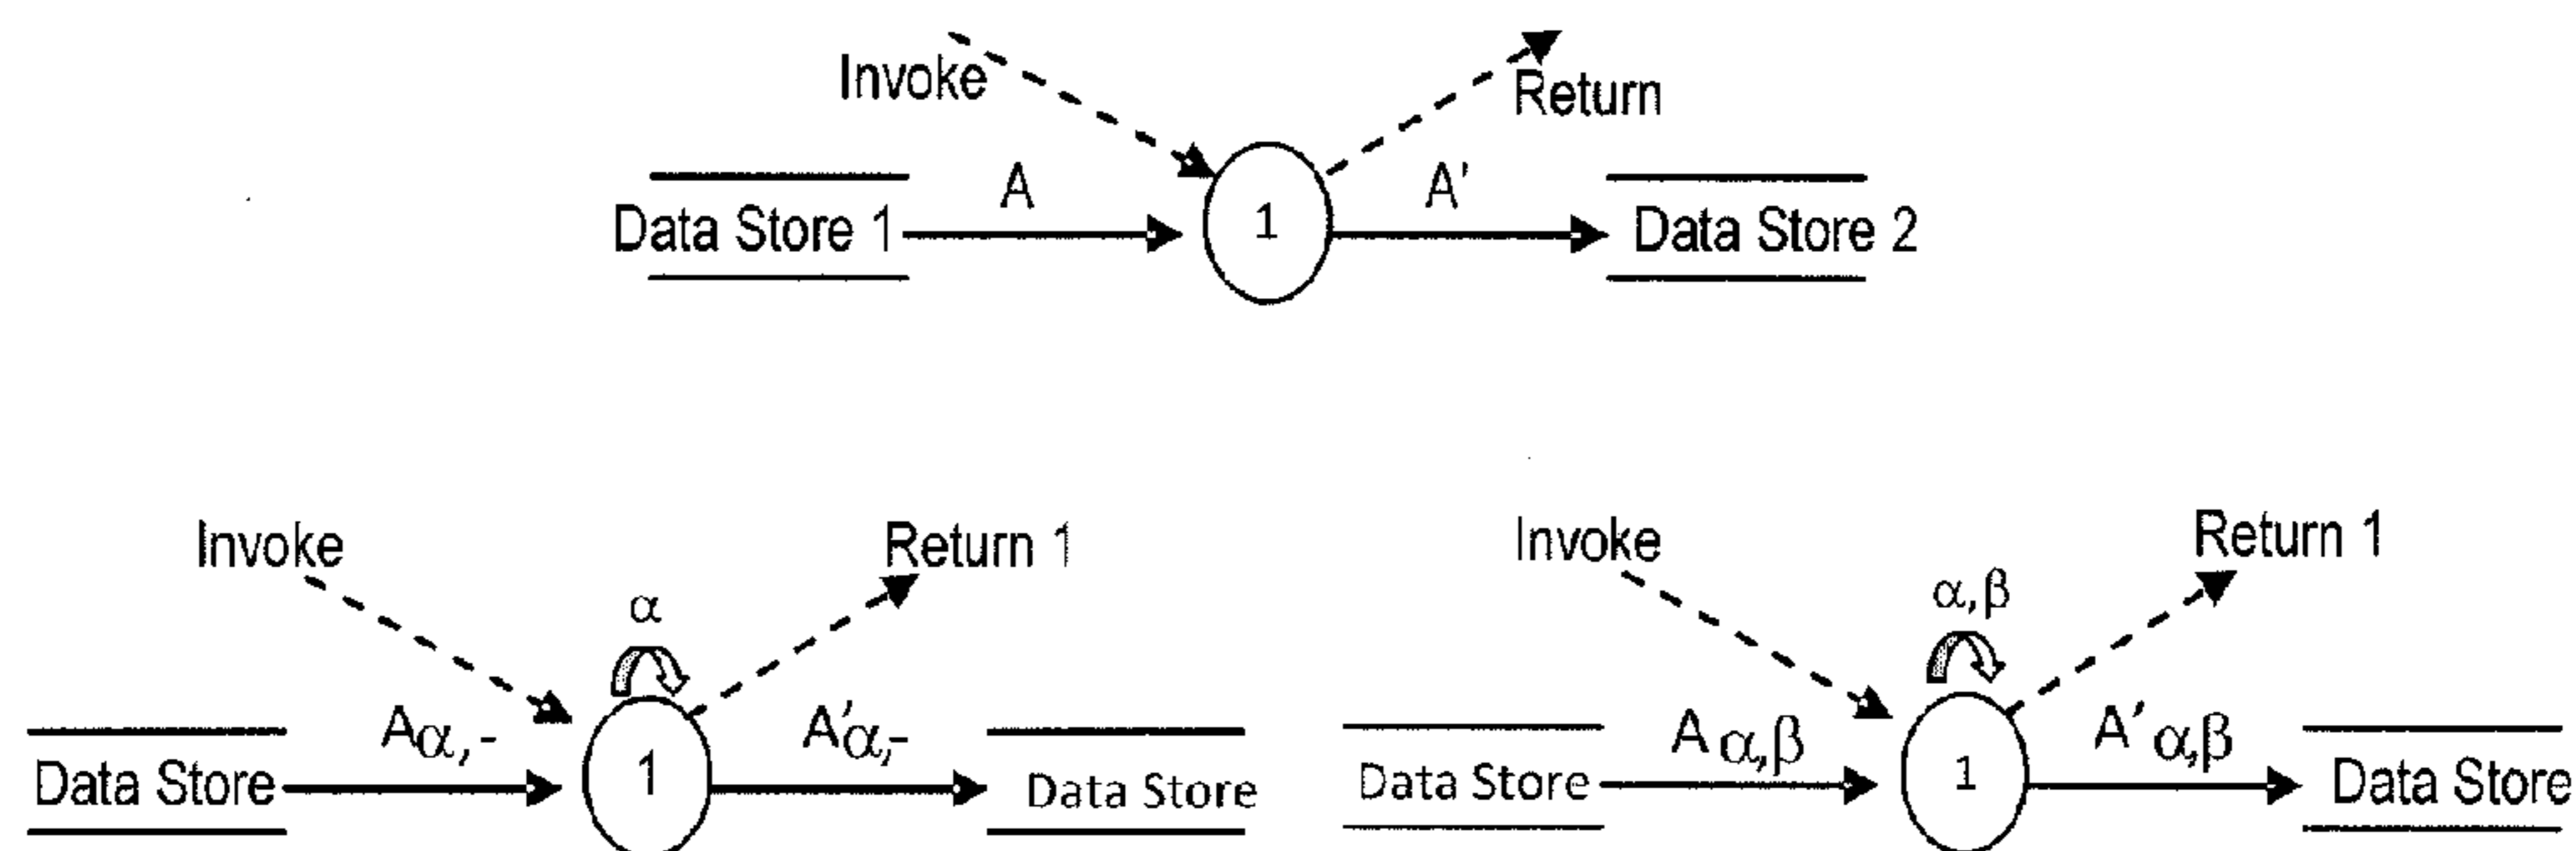 Invoke
Return
A
A'
Data Store 1
1
Data Store 2
Invoke
Return 1
α
Aα,-
A'α,-
Data Store
1
Data Store
Invoke
Return 1
α,β
Aα,β
A'α,β
Data Store
1
Data Store